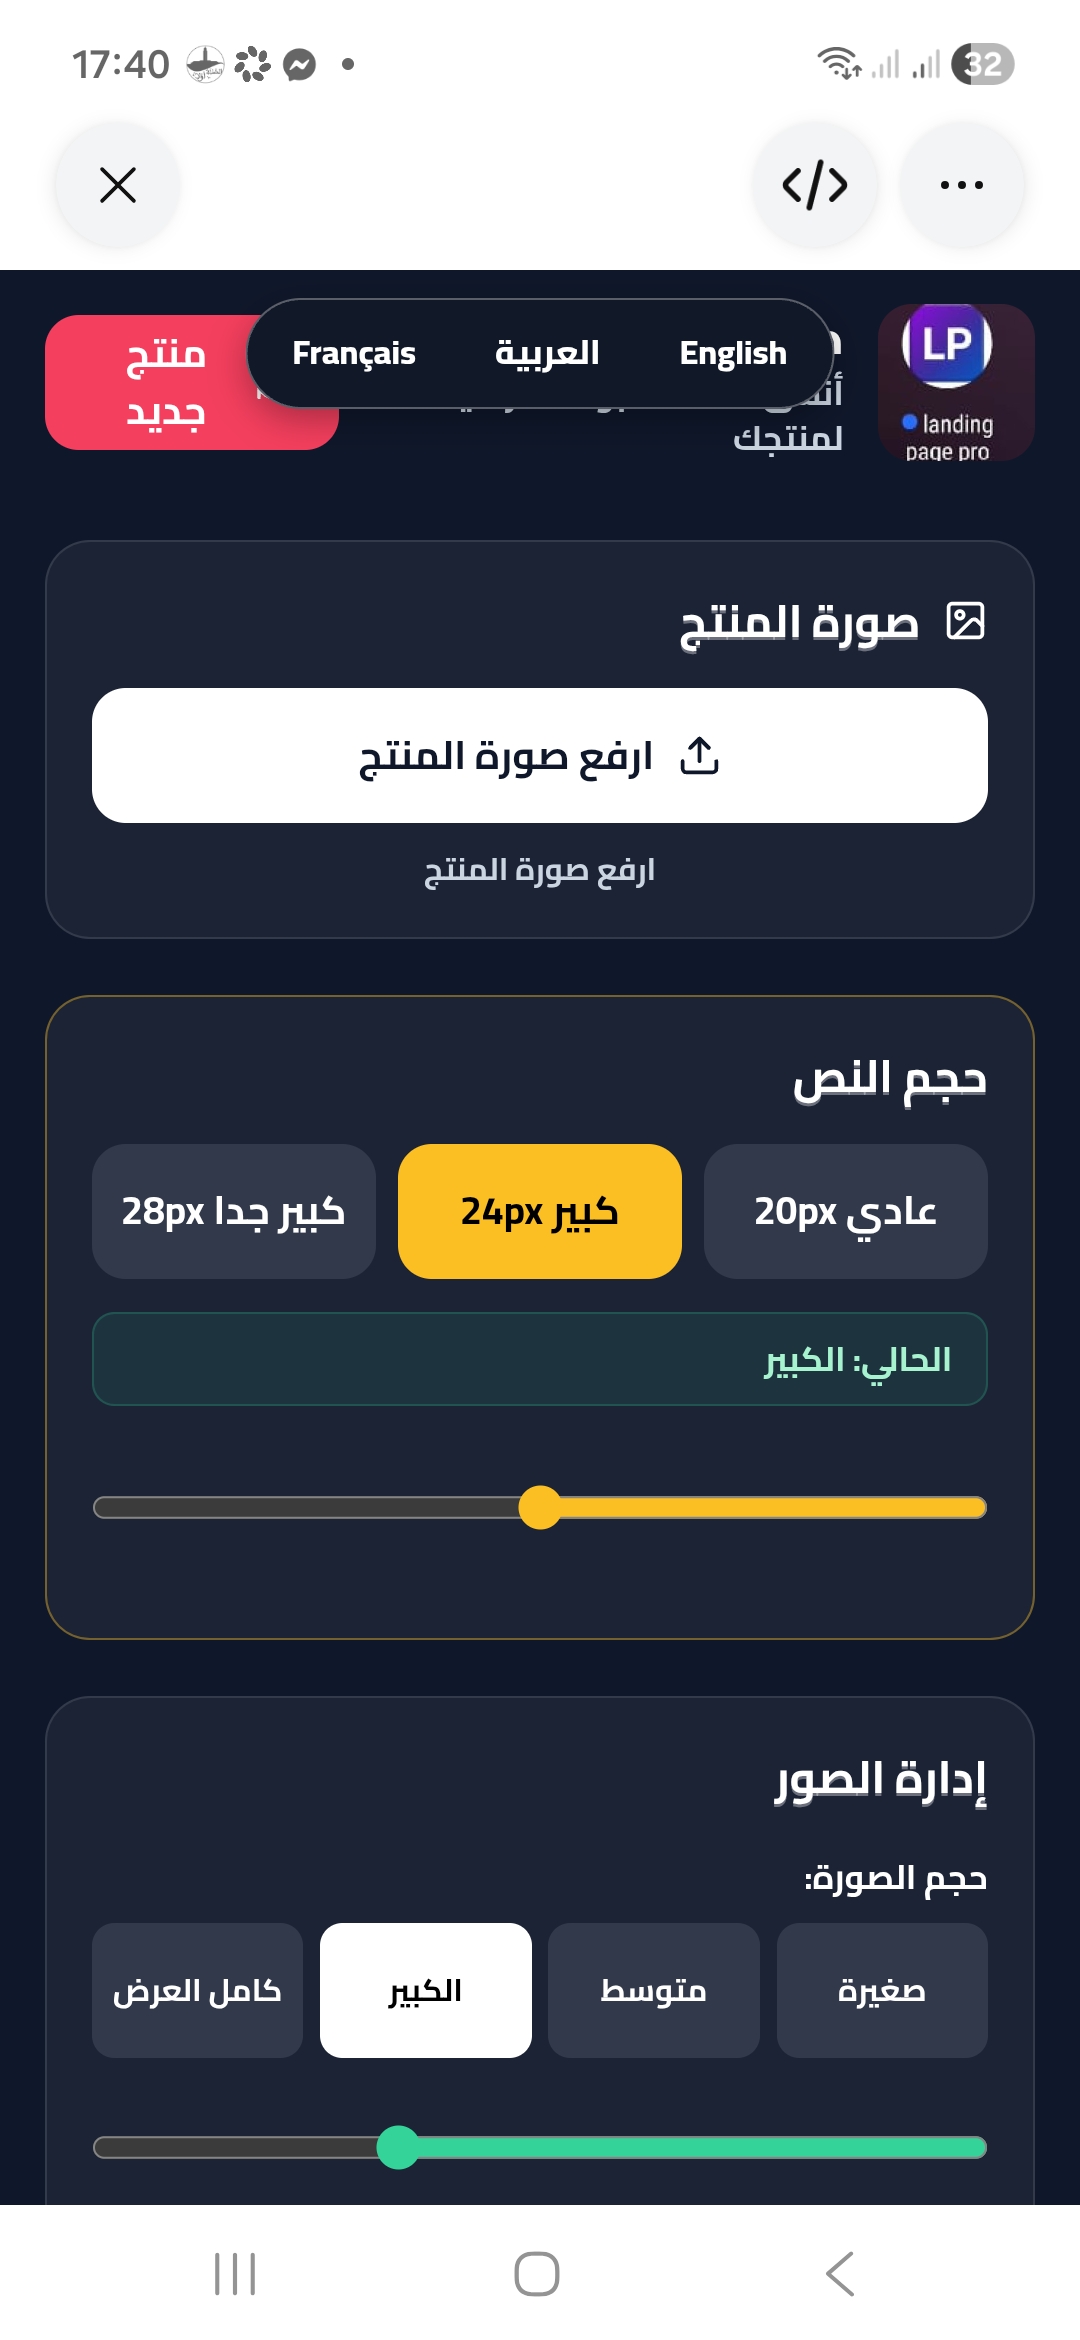 17:40
32
English العربية Français
LP
landing
page pro
لمنتجك
منتج
جديد
صورة المنتج
ارفع صورة المنتج
ارفع صورة المنتج
حجم النص
عادي 20px
كبير 24px
كبير جدا 28px
الحالي: الكبير
إدارة الصور
حجم الصورة:
صغيرة
متوسط
الكبير
كامل العرض